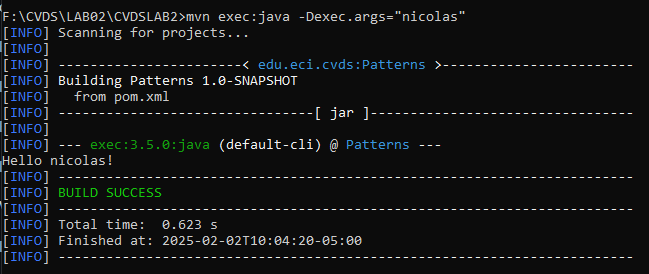 F:\CVDS\LAB02\CVDSLAB2>mvn exec:java -Dexec.args="nicolas"
[INFO] Scanning for projects...
[INFO]
[INFO] -----------------------< edu.eci.cvds:Patterns >------------------------
[INFO] Building Patterns 1.0-SNAPSHOT
[INFO]   from pom.xml
[INFO] --------------------------------[ jar ]---------------------------------
[INFO]
[INFO] --- exec:3.5.0:java (default-cli) @ Patterns ---
Hello nicolas!
[INFO] ------------------------------------------------------------------------
[INFO] BUILD SUCCESS
[INFO] ------------------------------------------------------------------------
[INFO] Total time:  0.623 s
[INFO] Finished at: 2025-02-02T10:04:20-05:00
[INFO] ------------------------------------------------------------------------